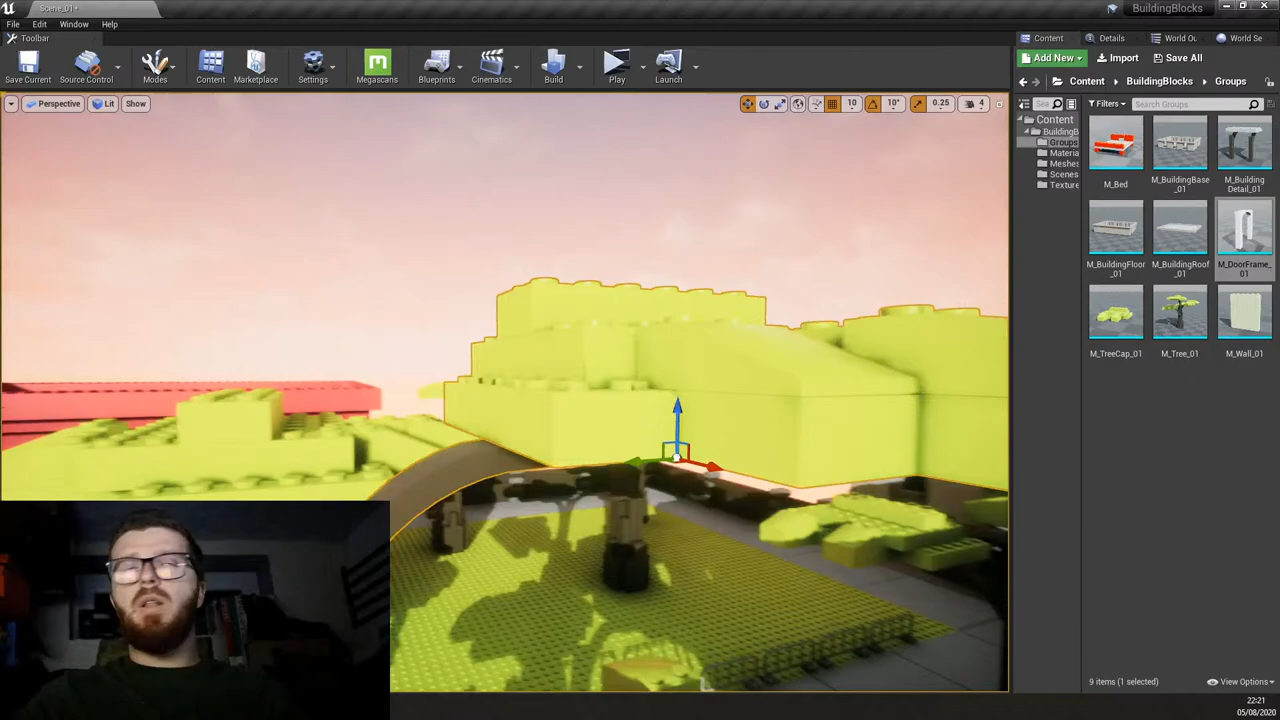 Scene_01*
BuildingBlocks
File Edit Window Help
Toolbar
Content Details World Ou World Se
Save Current Source Control Modes Content Marketplace Settings Megascans Blueprints Cinematics Build Play Launch
Add New Import Save All
Content BuildingBlocks Groups
Perspective Lit Show
10 10° 0.25 4
Sea Filters Search Groups
Content
BuildingB
Groups
Materia
Meshes
Scenes
Texture
M_Bed M_BuildingBase_01 M_Building Detail_01
M_BuildingFloor_01 M_BuildingRoof_01 M_DoorFrame_01
M_TreeCap_01 M_Tree_01 M_Wall_01
9 items (1 selected) View Options
22:21
05/08/2020